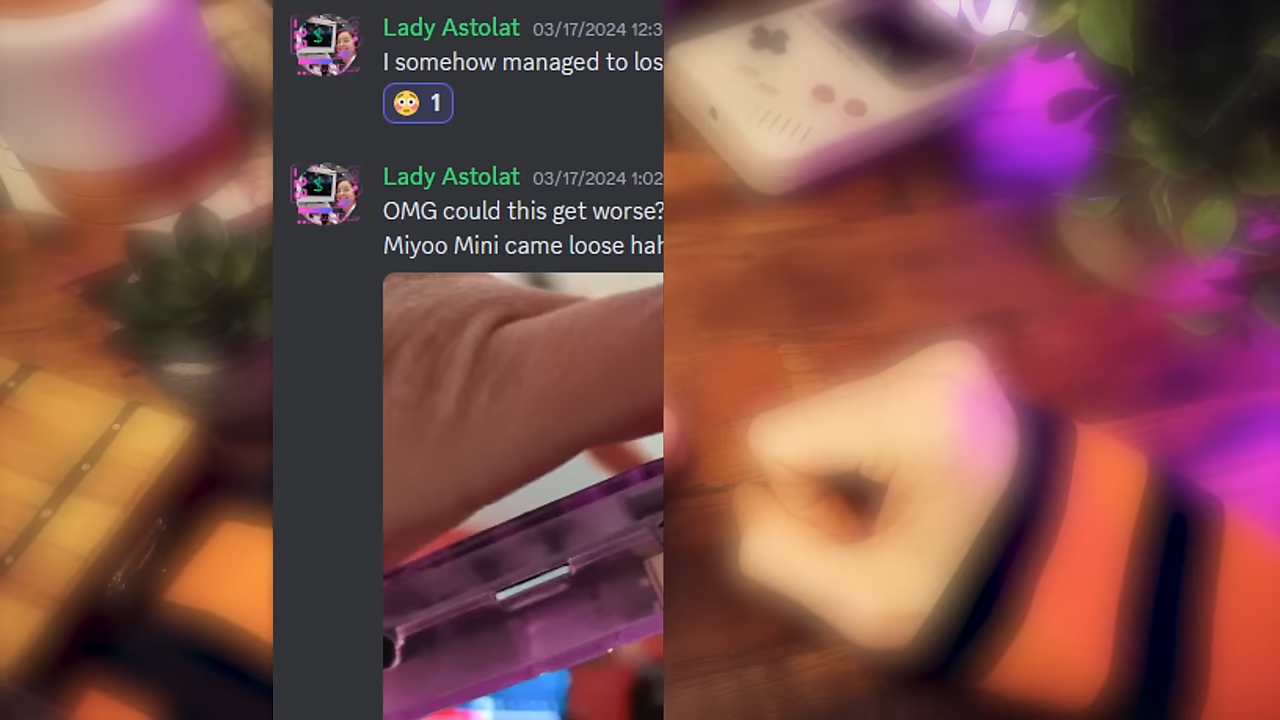 Lady Astolat 03/17/2024 12:3
I somehow managed to los
1
Lady Astolat 03/17/2024 1:02
OMG could this get worse?
Miyoo Mini came loose hah